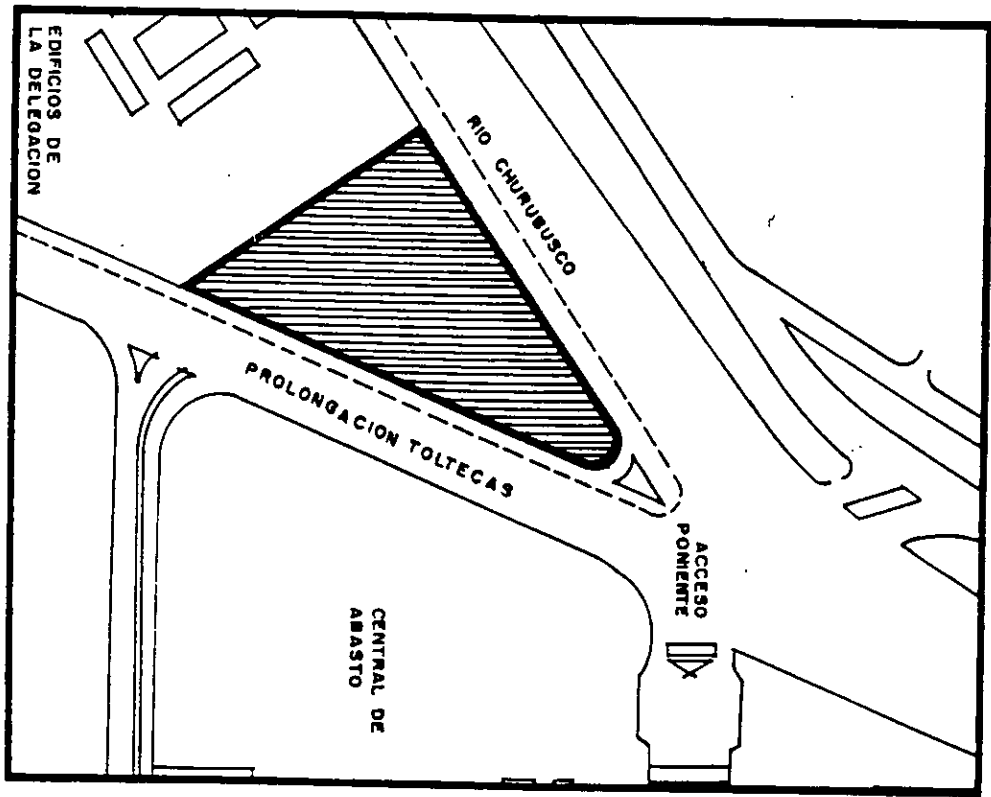 EDIFICIOS DE
LA DELEGACION
RIO CHURUBUSCO
PROLONGACION TOLTECAS
ACCESO
PONIENTE
CENTRAL DE
ABASTO